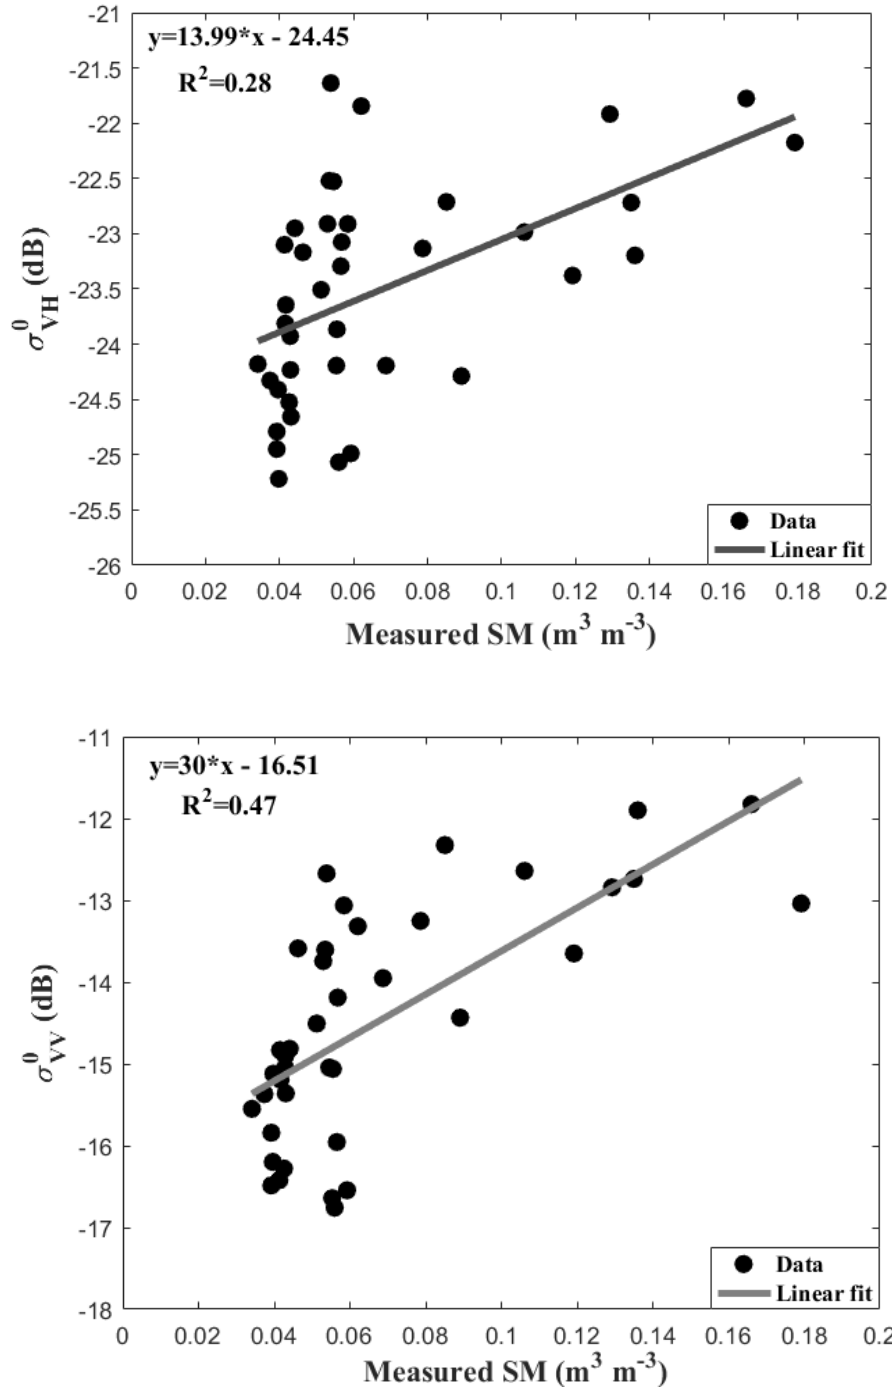 y=13.99*x - 24.45
R²=0.28
-21
-21.5
-22
-22.5
-23
-23.5
-24
-24.5
-25
-25.5
-26
σ⁰VH (dB)
Data
Linear fit
0 0.02 0.04 0.06 0.08 0.1 0.12 0.14 0.16 0.18 0.2
Measured SM (m³ m⁻³)
y=30*x - 16.51
R²=0.47
-11
-12
-13
-14
-15
-16
-17
-18
σ⁰VV (dB)
Data
Linear fit
0 0.02 0.04 0.06 0.08 0.1 0.12 0.14 0.16 0.18 0.2
Measured SM (m³ m⁻³)